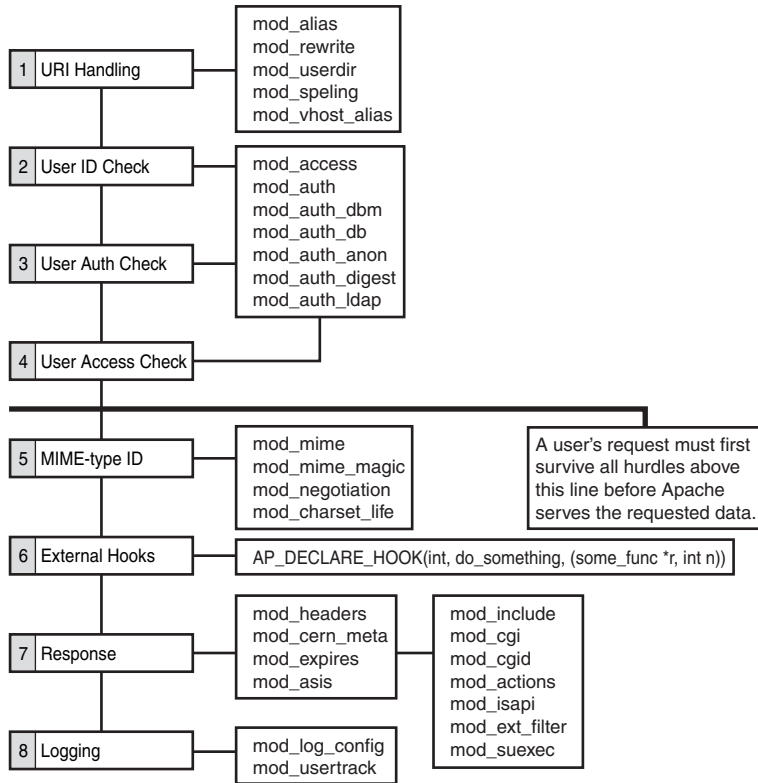 mod_alias
mod_rewrite
mod_userdir
mod_speling
mod_vhost_alias
1 URI Handling
2 User ID Check
mod_access
mod_auth
mod_auth_dbm
mod_auth_db
mod_auth_anon
mod_auth_digest
mod_auth_ldap
3 User Auth Check
4 User Access Check
A user's request must first
survive all hurdles above
this line before Apache
serves the requested data.
5 MIME-type ID
mod_mime
mod_mime_magic
mod_negotiation
mod_charset_life
6 External Hooks
AP_DECLARE_HOOK(int, do_something, (some_func *r, int n))
7 Response
mod_headers
mod_cern_meta
mod_expires
mod_asis
mod_include
mod_cgi
mod_cgid
mod_actions
mod_isapi
mod_ext_filter
mod_suexec
8 Logging
mod_log_config
mod_usertrack